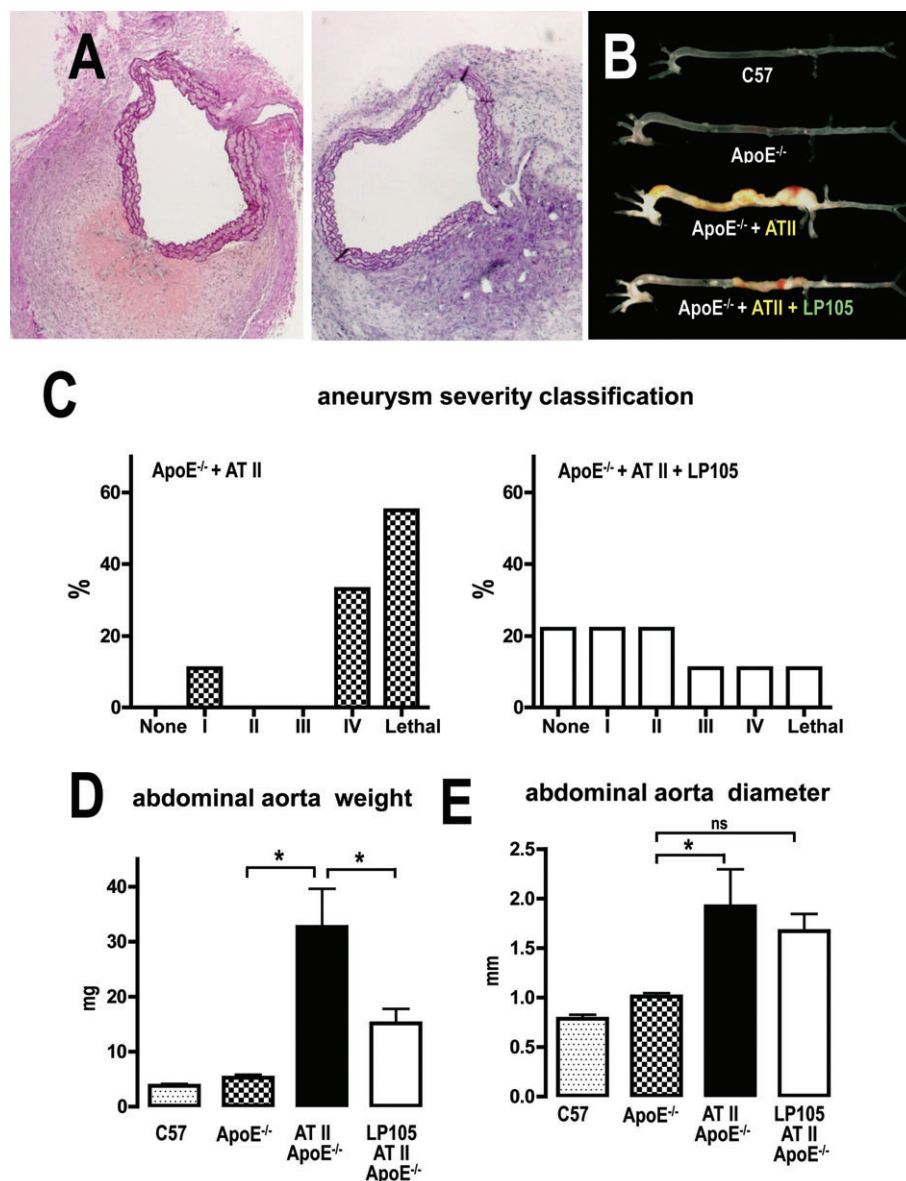 A
B
C57
ApoE-/-
ApoE-/- + ATII
ApoE-/- + ATII + LP105
C
aneurysm severity classification
ApoE-/- + AT II
60
40
20
0
%
None I II III IV Lethal
ApoE-/- + AT II + LP105
60
40
20
0
%
None I II III IV Lethal
D
abdominal aorta weight
*
*
40
30
20
10
0
mg
C57
ApoE-/-
AT II
ApoE-/-
LP105
AT II
ApoE-/-
E
abdominal aorta diameter
ns
*
2.5
2.0
1.5
1.0
0.5
0.0
mm
C57
ApoE-/-
AT II
ApoE-/-
LP105
AT II
ApoE-/-